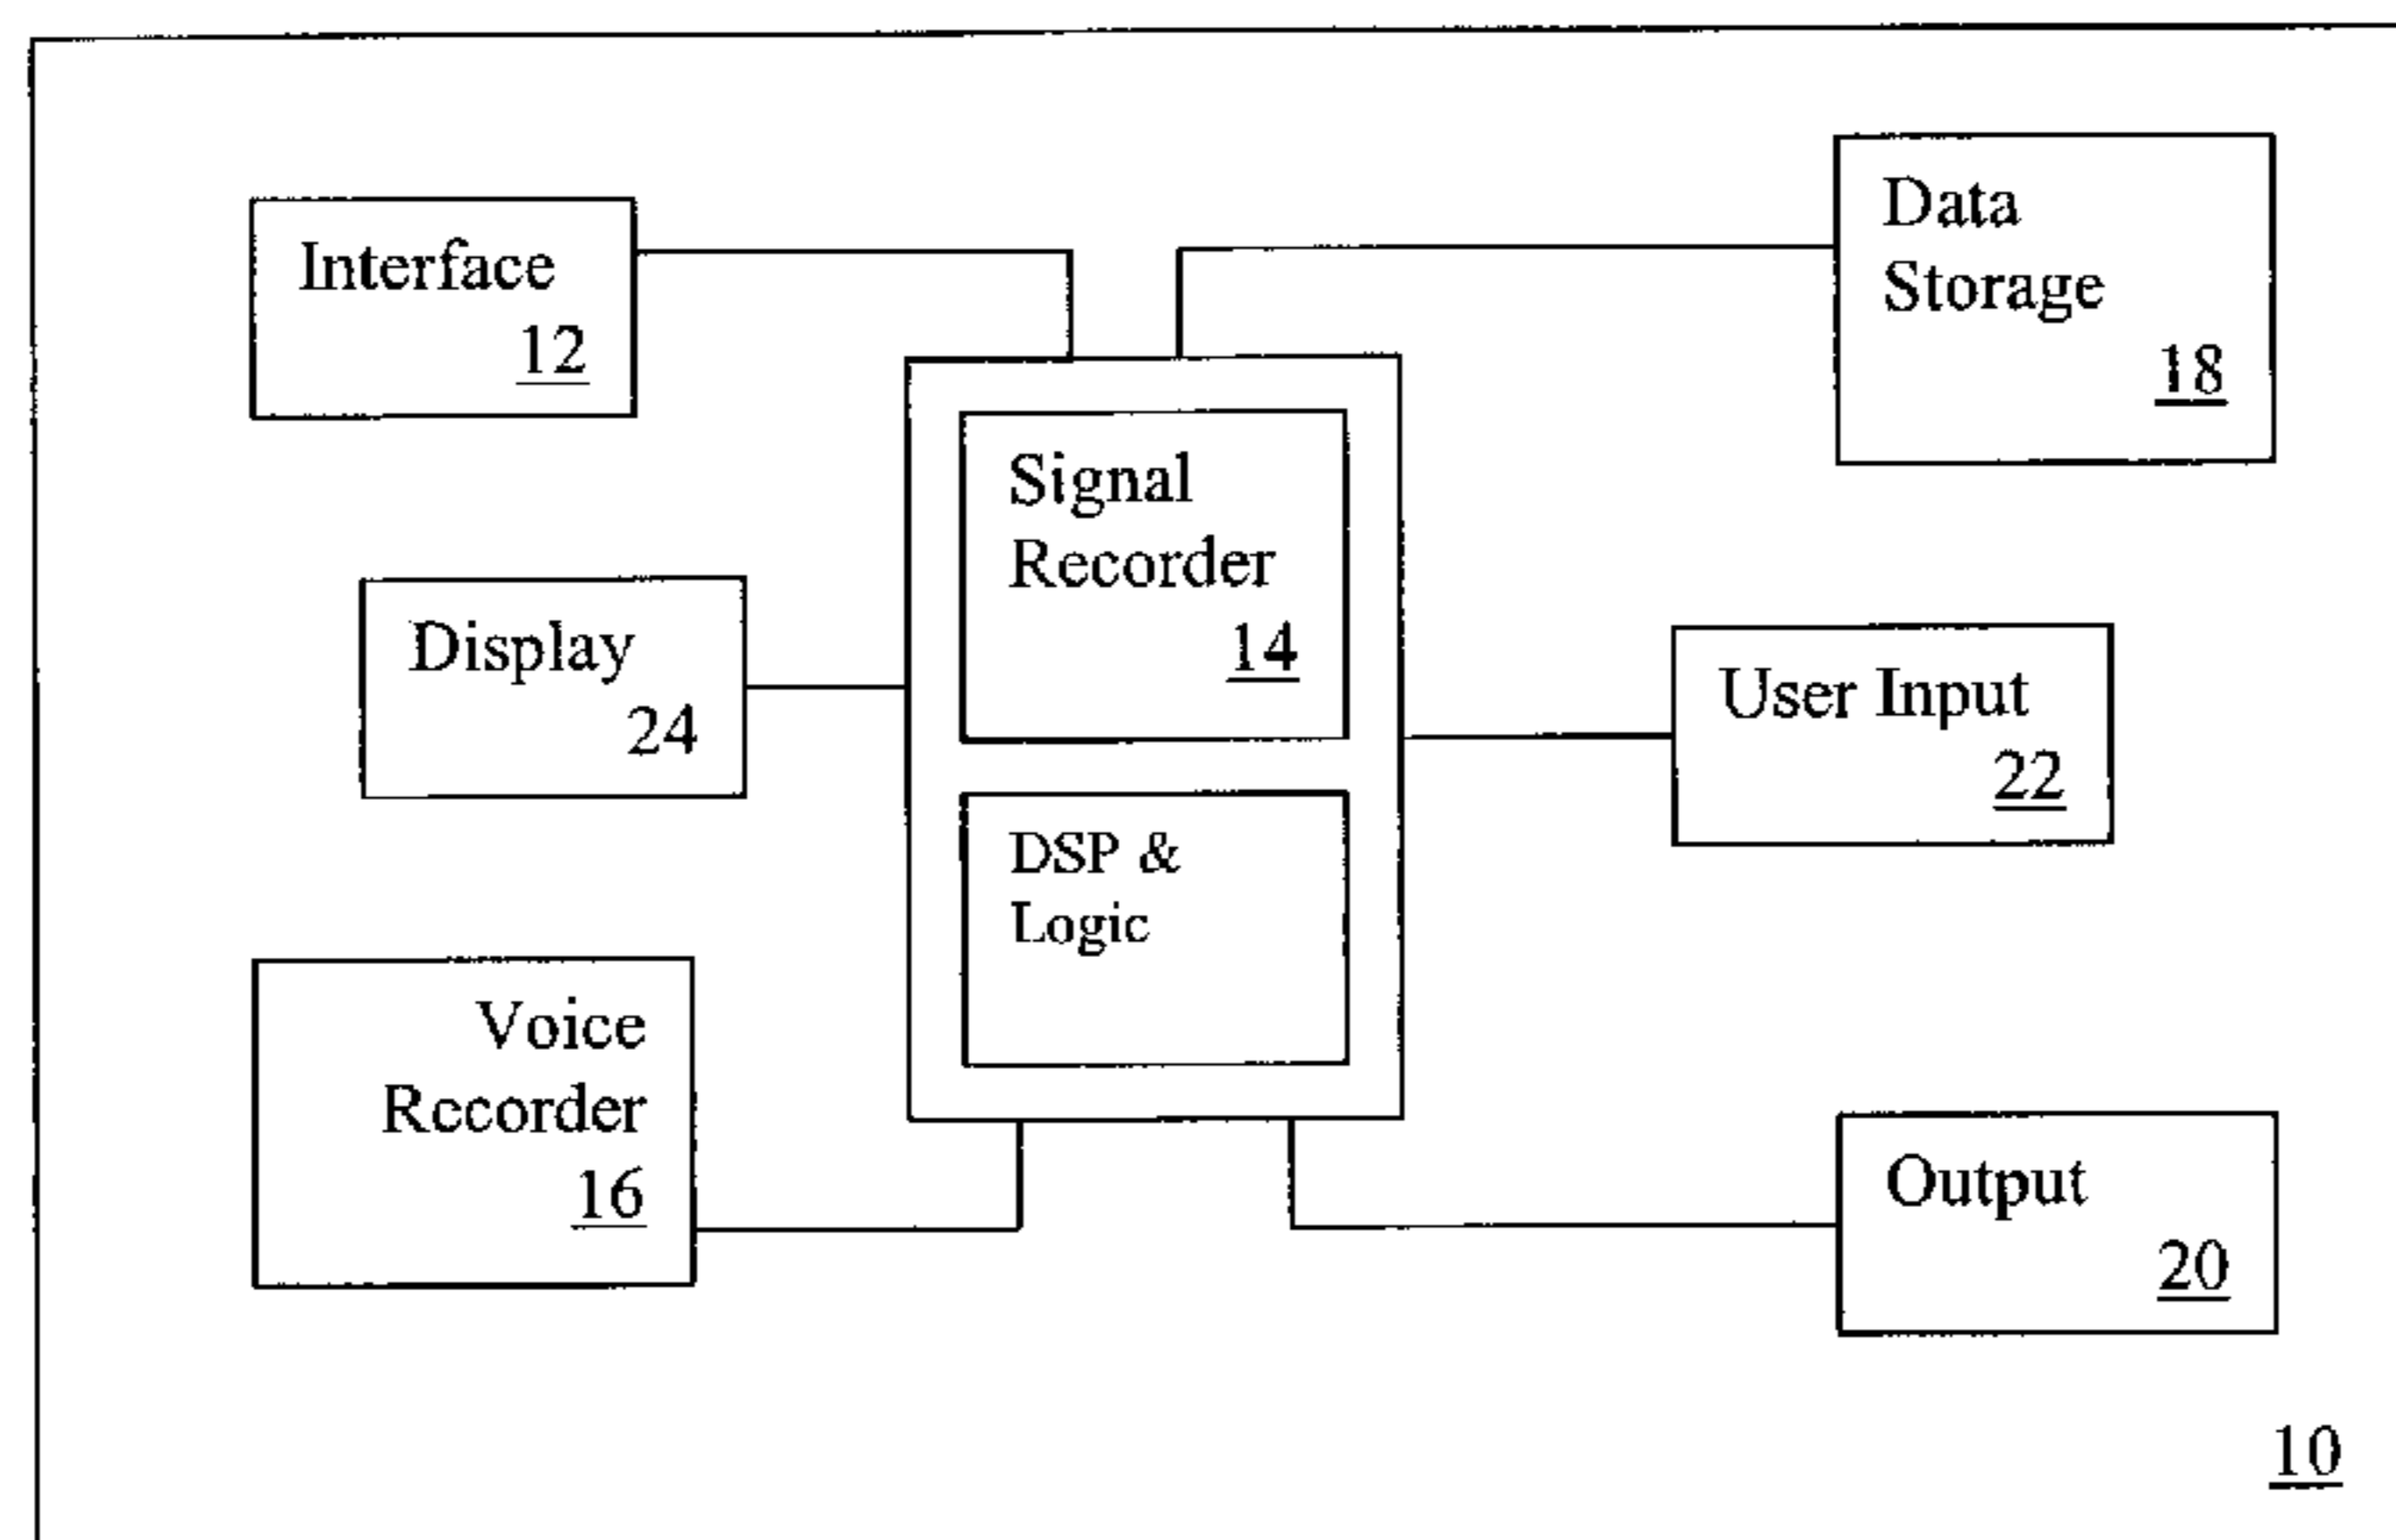 Interface
12
Data
Storage
18
Signal
Recorder
14
Display
24
User Input
22
DSP &
Logic
Voice
Recorder
16
Output
20
10